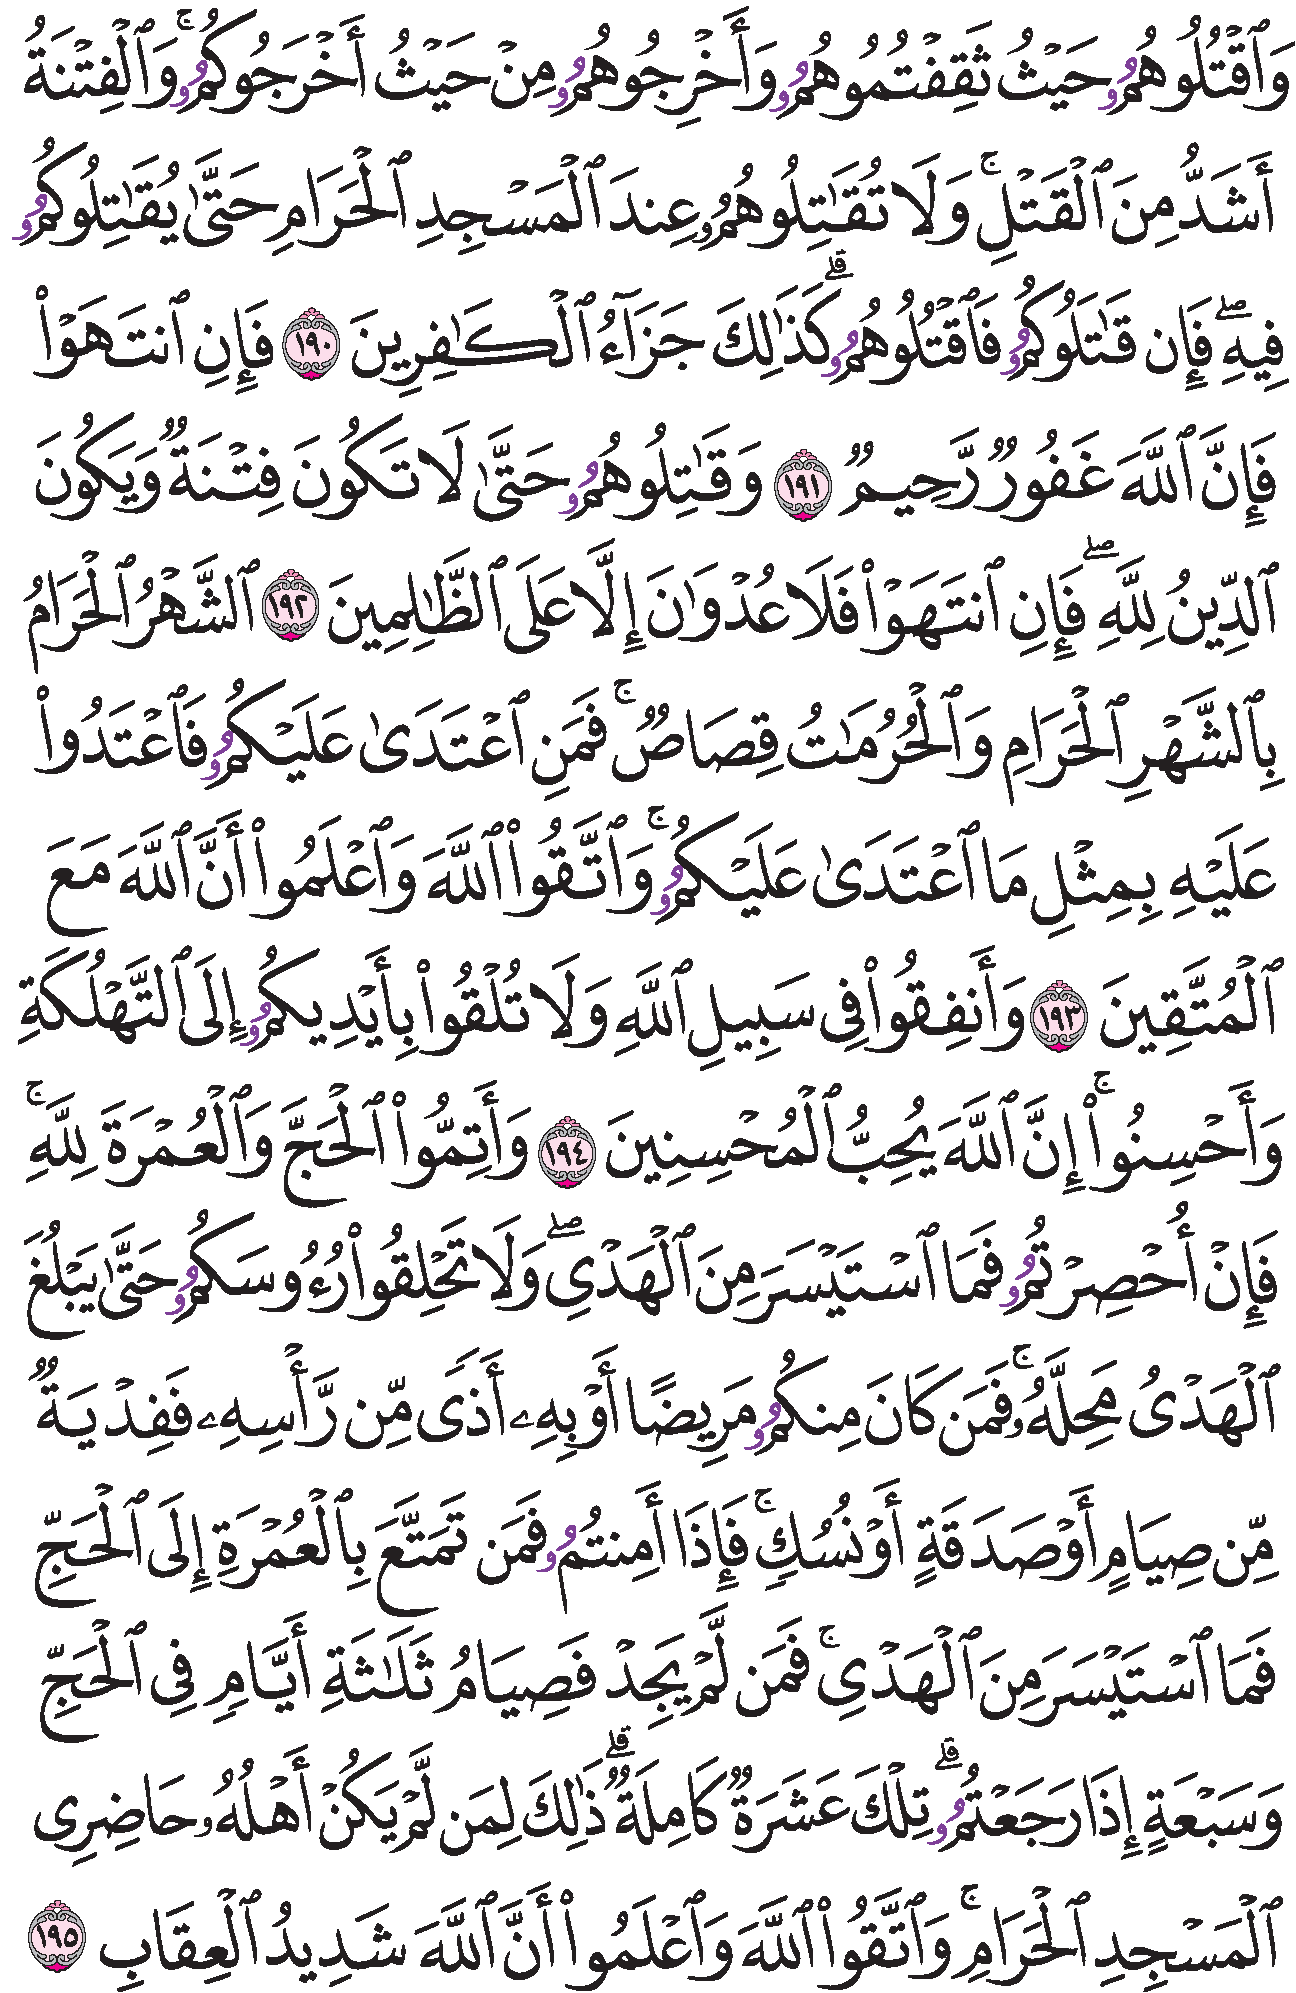 وَٱقۡتُلُوهُمُۥ حَيۡثُ ثَقِفۡتُمُوهُمُۥ وَأَخۡرِجُوهُمُۥ مِنۡ حَيۡثُ أَخۡرَجُوكُمُۥۚ وَٱلۡفِتۡنَةُ
أَشَدُّ مِنَ ٱلۡقَتۡلِۚ وَلَا تُقَٰتِلُوهُمُۥ عِندَ ٱلۡمَسۡجِدِ ٱلۡحَرَامِ حَتَّىٰ يُقَٰتِلُوكُمُۥ
فِيهِۖ فَإِن قَٰتَلُوكُمُۥ فَٱقۡتُلُوهُمُۥۗ كَذَٰلِكَ جَزَآءُ ٱلۡكَٰفِرِينَ ١٩٠ فَإِنِ ٱنتَهَوۡاْ
فَإِنَّ ٱللَّهَ غَفُورٞ رَّحِيمٞ ١٩١ وَقَٰتِلُوهُمُۥ حَتَّىٰ لَا تَكُونَ فِتۡنَةٞ وَيَكُونَ
ٱلدِّينُ لِلَّهِۖ فَإِنِ ٱنتَهَوۡاْ فَلَا عُدۡوَٰنَ إِلَّا عَلَى ٱلظَّٰلِمِينَ ١٩٢ ٱلشَّهۡرُ ٱلۡحَرَامُ
بِٱلشَّهۡرِ ٱلۡحَرَامِ وَٱلۡحُرُمَٰتُ قِصَاصٞۚ فَمَنِ ٱعۡتَدَىٰ عَلَيۡكُمُۥ فَٱعۡتَدُواْ
عَلَيۡهِ بِمِثۡلِ مَا ٱعۡتَدَىٰ عَلَيۡكُمُۥۚ وَٱتَّقُواْ ٱللَّهَ وَٱعۡلَمُواْ أَنَّ ٱللَّهَ مَعَ
ٱلۡمُتَّقِينَ ١٩٣ وَأَنفِقُواْ فِي سَبِيلِ ٱللَّهِ وَلَا تُلۡقُواْ بِأَيۡدِيكُمُۥ إِلَى ٱلتَّهۡلُكَةِ
وَأَحۡسِنُوٓاْۚ إِنَّ ٱللَّهَ يُحِبُّ ٱلۡمُحۡسِنِينَ ١٩٤ وَأَتِمُّواْ ٱلۡحَجَّ وَٱلۡعُمۡرَةَ لِلَّهِۚ
فَإِنۡ أُحۡصِرۡتُمُۥ فَمَا ٱسۡتَيۡسَرَ مِنَ ٱلۡهَدۡيِۖ وَلَا تَحۡلِقُواْ رُءُوسَكُمُۥ حَتَّىٰ يَبۡلُغَ
ٱلۡهَدۡيُ مَحِلَّهُۥۚ فَمَن كَانَ مِنكُمُۥ مَرِيضًا أَوۡ بِهِۦ أَذٗى مِّن رَّأۡسِهِۦ فَفِدۡيَةٞ
مِّن صِيَامٍ أَوۡ صَدَقَةٍ أَوۡ نُسُكٖۚ فَإِذَا أَمِنتُمُۥ فَمَن تَمَتَّعَ بِٱلۡعُمۡرَةِ إِلَى ٱلۡحَجِّ
فَمَا ٱسۡتَيۡسَرَ مِنَ ٱلۡهَدۡيِۚ فَمَن لَّمۡ يَجِدۡ فَصِيَامُ ثَلَٰثَةِ أَيَّامٖ فِي ٱلۡحَجِّ
وَسَبۡعَةٍ إِذَا رَجَعۡتُمُۥۗ تِلۡكَ عَشَرَةٞ كَامِلَةٞۗ ذَٰلِكَ لِمَن لَّمۡ يَكُنۡ أَهۡلُهُۥ حَاضِرِي
ٱلۡمَسۡجِدِ ٱلۡحَرَامِۚ وَٱتَّقُواْ ٱللَّهَ وَٱعۡلَمُواْ أَنَّ ٱللَّهَ شَدِيدُ ٱلۡعِقَابِ ١٩٥